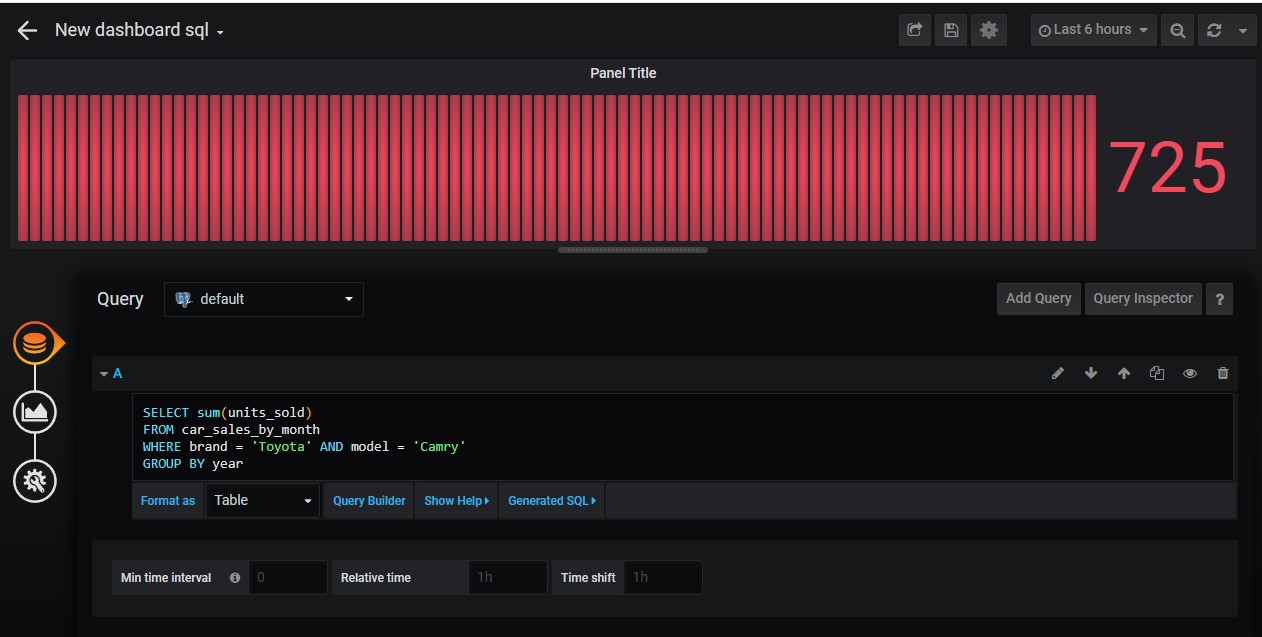 New dashboard sql
Last 6 hours
Panel Title
725
Query
default
Add Query
Query Inspector
?
A
SELECT sum(units_sold)
FROM car_sales_by_month
WHERE brand = 'Toyota' AND model = 'Camry'
GROUP BY year
Format as
Table
Query Builder
Show Help
Generated SQL
Min time interval
0
Relative time
1h
Time shift
1h